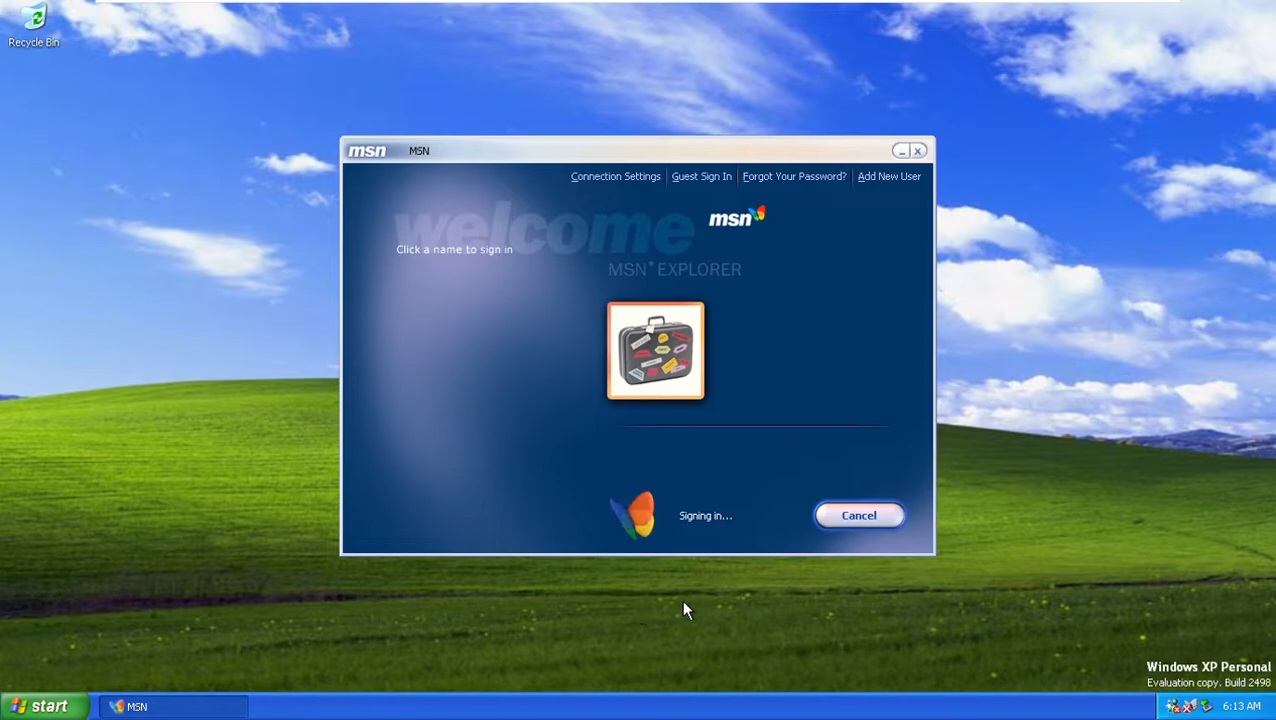 Recycle Bin
msn MSN
Connection Settings Guest Sign In Forgot Your Password? Add New User
welcome
msn
Click a name to sign in
MSN® EXPLORER
Signing in...
Cancel
Windows XP Personal
Evaluation copy. Build 2498
start MSN 6:13 AM